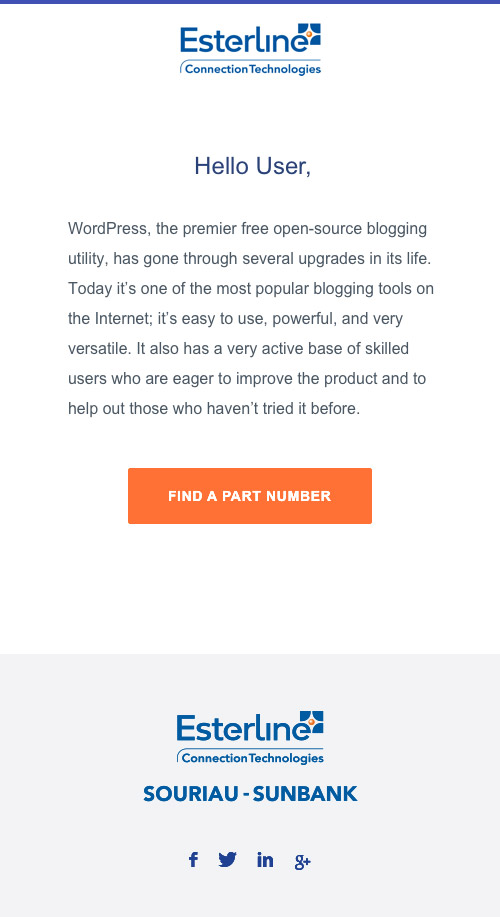 Esterline
Connection Technologies
Hello User,
WordPress, the premier free open-source blogging
utility, has gone through several upgrades in its life.
Today it’s one of the most popular blogging tools on
the Internet; it’s easy to use, powerful, and very
versatile. It also has a very active base of skilled
users who are eager to improve the product and to
help out those who haven’t tried it before.
FIND A PART NUMBER
Esterline
Connection Technologies
SOURIAU - SUNBANK
f in g+